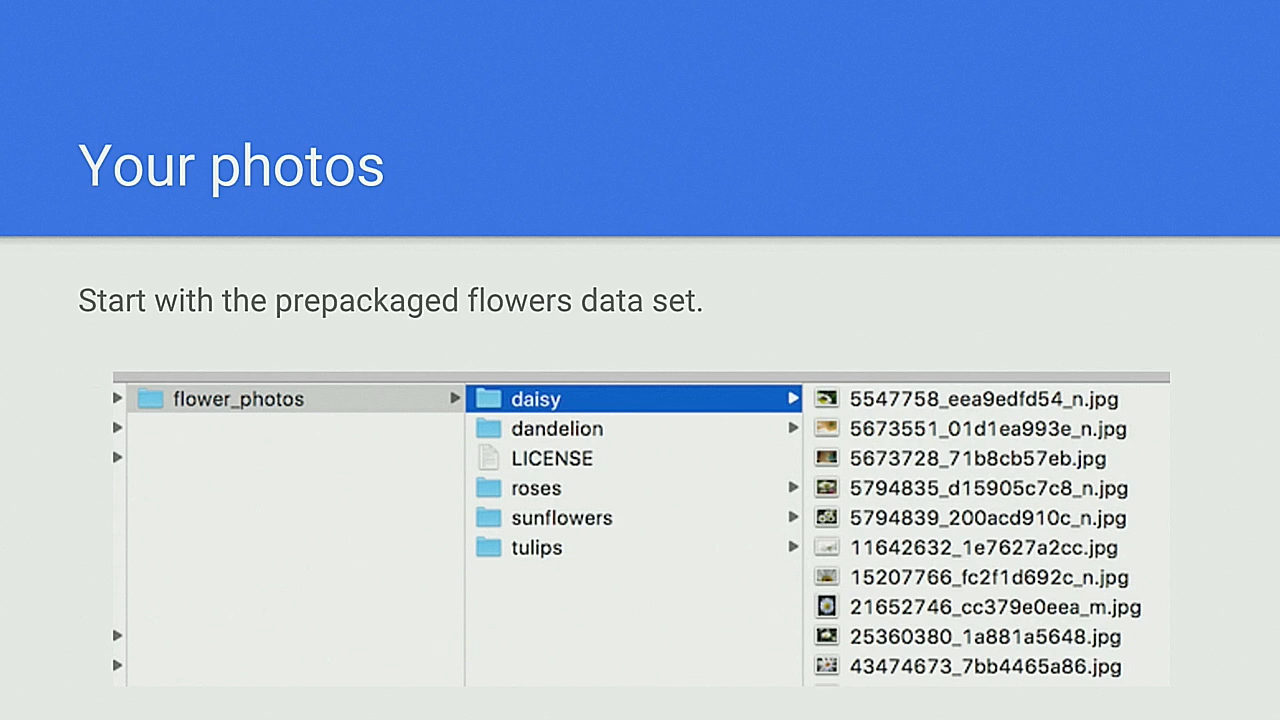 Your photos
Start with the prepackaged flowers data set.
flower_photos
daisy
dandelion
LICENSE
roses
sunflowers
tulips
5547758_eea9edfd54_n.jpg
5673551_01d1ea993e_n.jpg
5673728_71b8cb57eb.jpg
5794835_d15905c7c8_n.jpg
5794839_200acd910c_n.jpg
11642632_1e7627a2cc.jpg
15207766_fc2f1d692c_n.jpg
21652746_cc379e0eea_m.jpg
25360380_1a881a5648.jpg
43474673_7bb4465a86.jpg